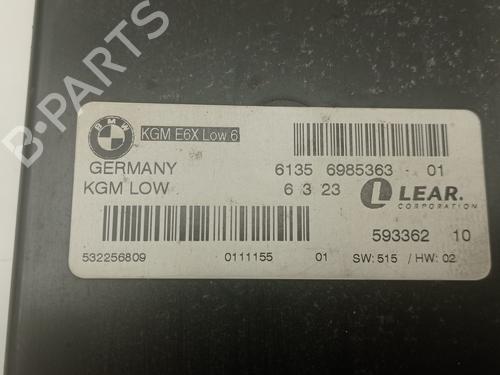 B-PARTS
BMW
KGM E6X Low.6
GERMANY 6135 6985363 - 01
KGM LOW 6 3 23 L LEAR.
CORPORATION
593362 10
532256809 0111155 01 SW: 515 / HW: 02